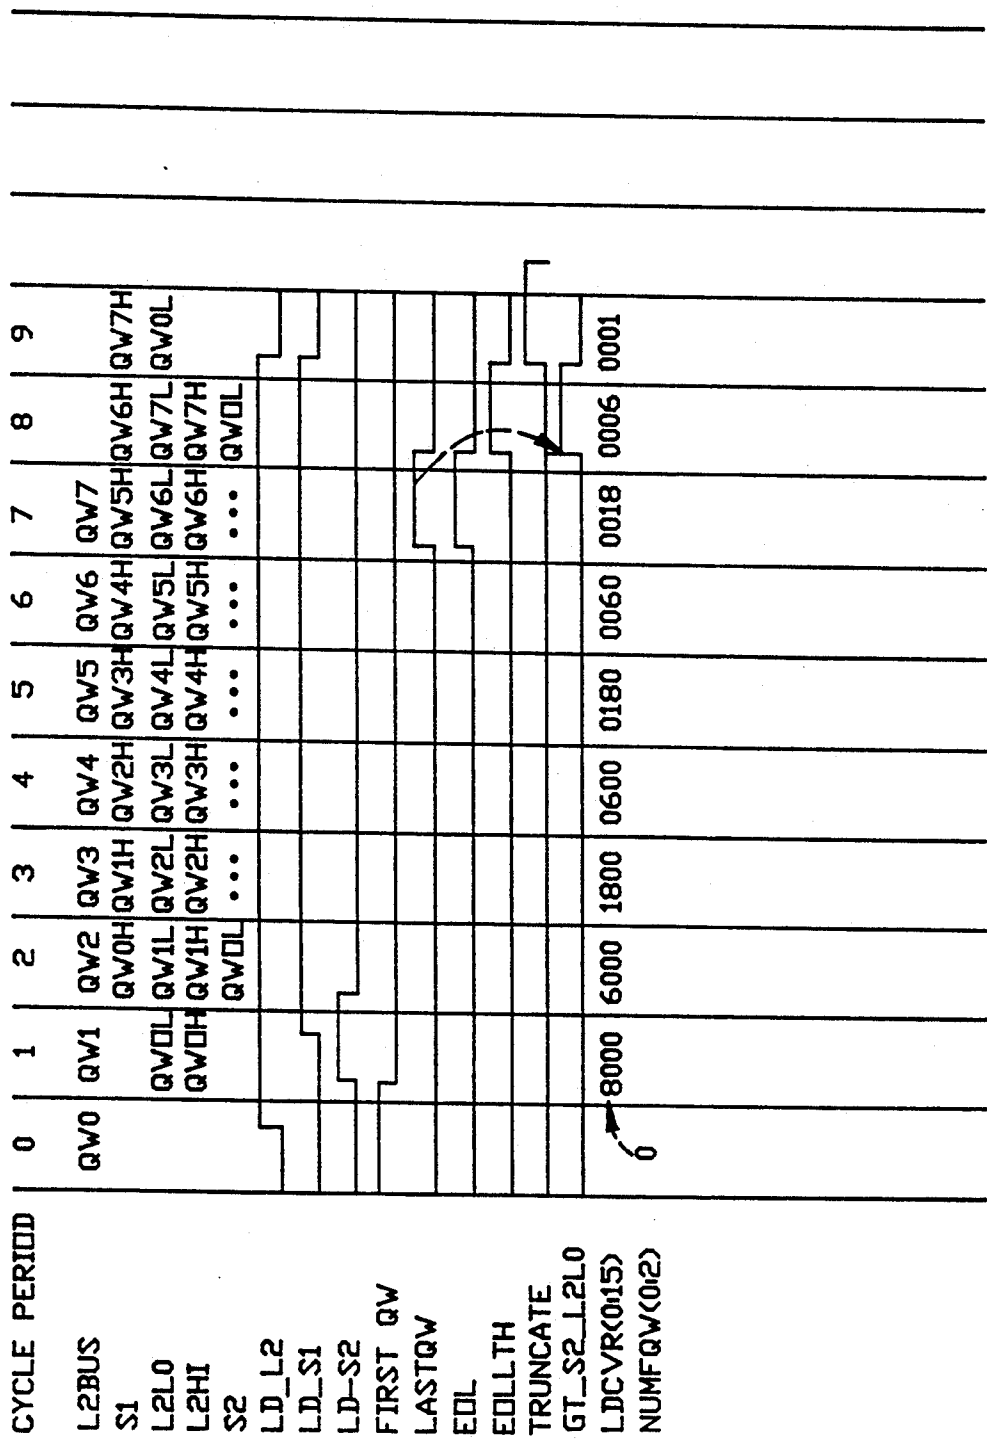 CYCLE PERIOD 0 1 2 3 4 5 6 7 8 9
L2BUS QW0 QW1 QW2 QW3 QW4 QW5 QW6 QW7
S1 QW0H QW1H QW2H QW3H QW4H QW5H QW6H QW7H
L2LO QW0L QW1L QW2L QW3L QW4L QW5L QW6L QW7L QW0L
L2HI QW0H QW1H QW2H QW3H QW4H QW5H QW6H QW7H
S2 QW0L ... ... ... ... ... QW0L
LD_L2
LD_S1
LD-S2
FIRST QW
LASTQW
EOL
EOLLTH
TRUNCATE
GT_S2_L2LO
LDCVR(0:15) 8000 6000 1800 0600 0180 0060 0018 0006 0001
NUMFQW(0:2) 0